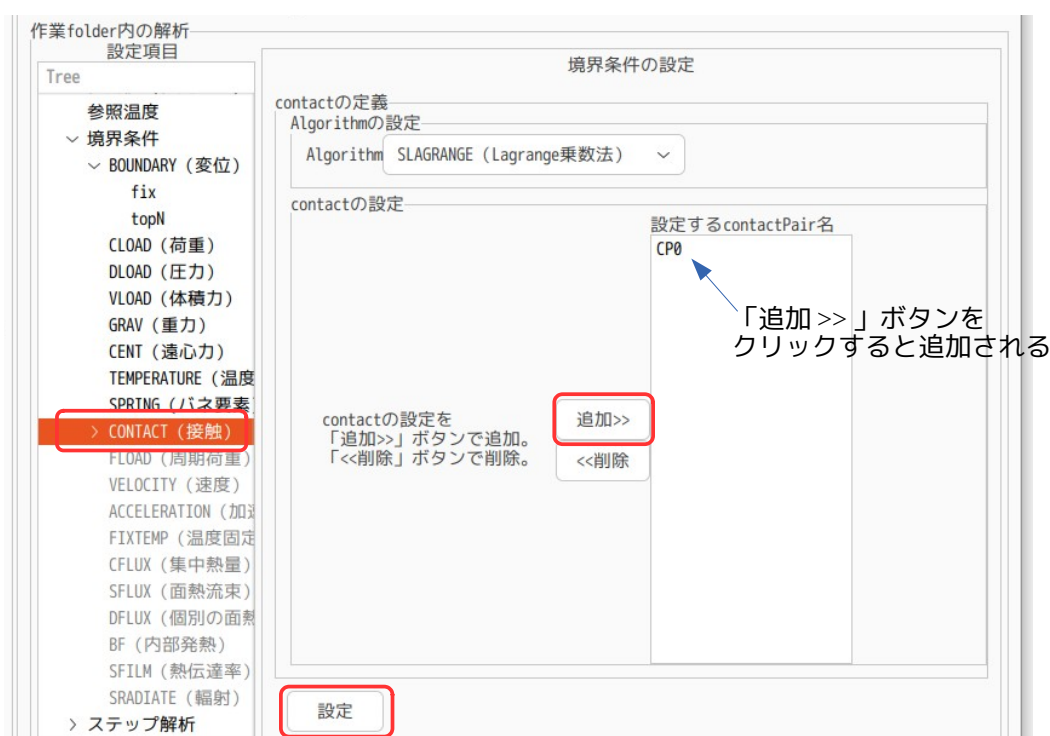 作業folder内の解析
設定項目
Tree
参照温度
境界条件
BOUNDARY (変位)
fix
topN
CLOAD (荷重)
DLOAD (圧力)
VLOAD (体積力)
GRAV (重力)
CENT (遠心力)
TEMPERATURE (温度
SPRING (バネ要素
CONTACT (接触)
FLOAD (周期荷重)
VELOCITY (速度)
ACCELERATION (加速
FIXTEMP (温度固定
CFLUX (集中熱量)
SFLUX (面熱流束)
DFLUX (個別の面熱
BF (内部発熱)
SFILM (熱伝達率)
SRADIATE (輻射)
ステップ解析
境界条件の設定
contactの定義
Algorithmの設定
Algorithm SLAGRANGE (Lagrange乗数法)
contactの設定
設定するcontactPair名
CP0
「追加 >> 」ボタンを
クリックすると追加される
contactの設定を
「追加>>」ボタンで追加。
「<<削除」ボタンで削除。
追加>>
<<削除
設定